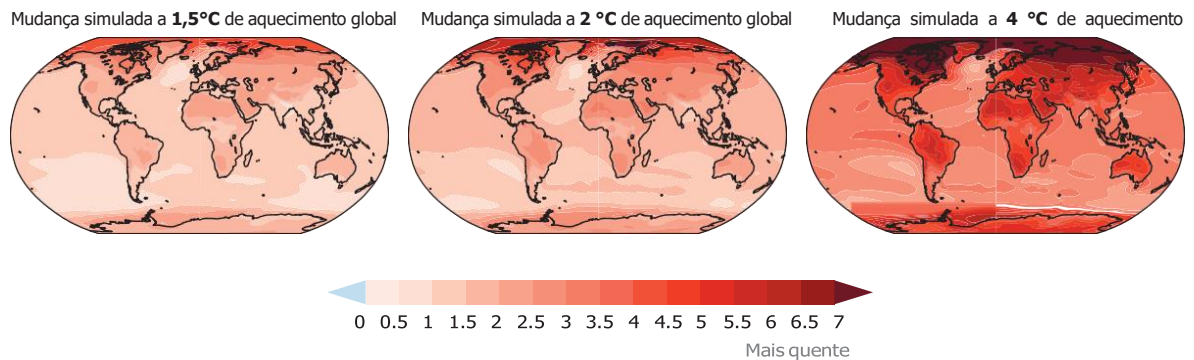 Mudança simulada a 1,5°C de aquecimento global
Mudança simulada a 2 °C de aquecimento global
Mudança simulada a 4 °C de aquecimento
0 0.5 1 1.5 2 2.5 3 3.5 4 4.5 5 5.5 6 6.5 7
Mais quente